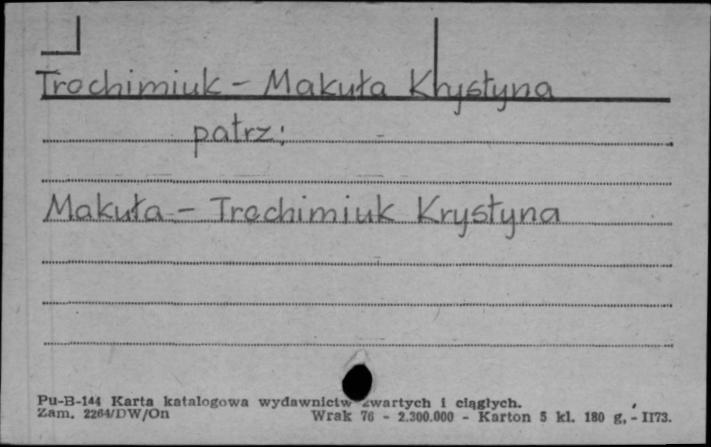 Trochimiuk - Makuła Krystyna
patrz:
Makuła - Trochimiuk Krystyna
Pu-B-144 Karta katalogowa wydawnictw zwartych i ciągłych.
Zam. 2264/DW/On Wrak 76 - 2.300.000 - Karton 5 kl. 180 g, - II73.